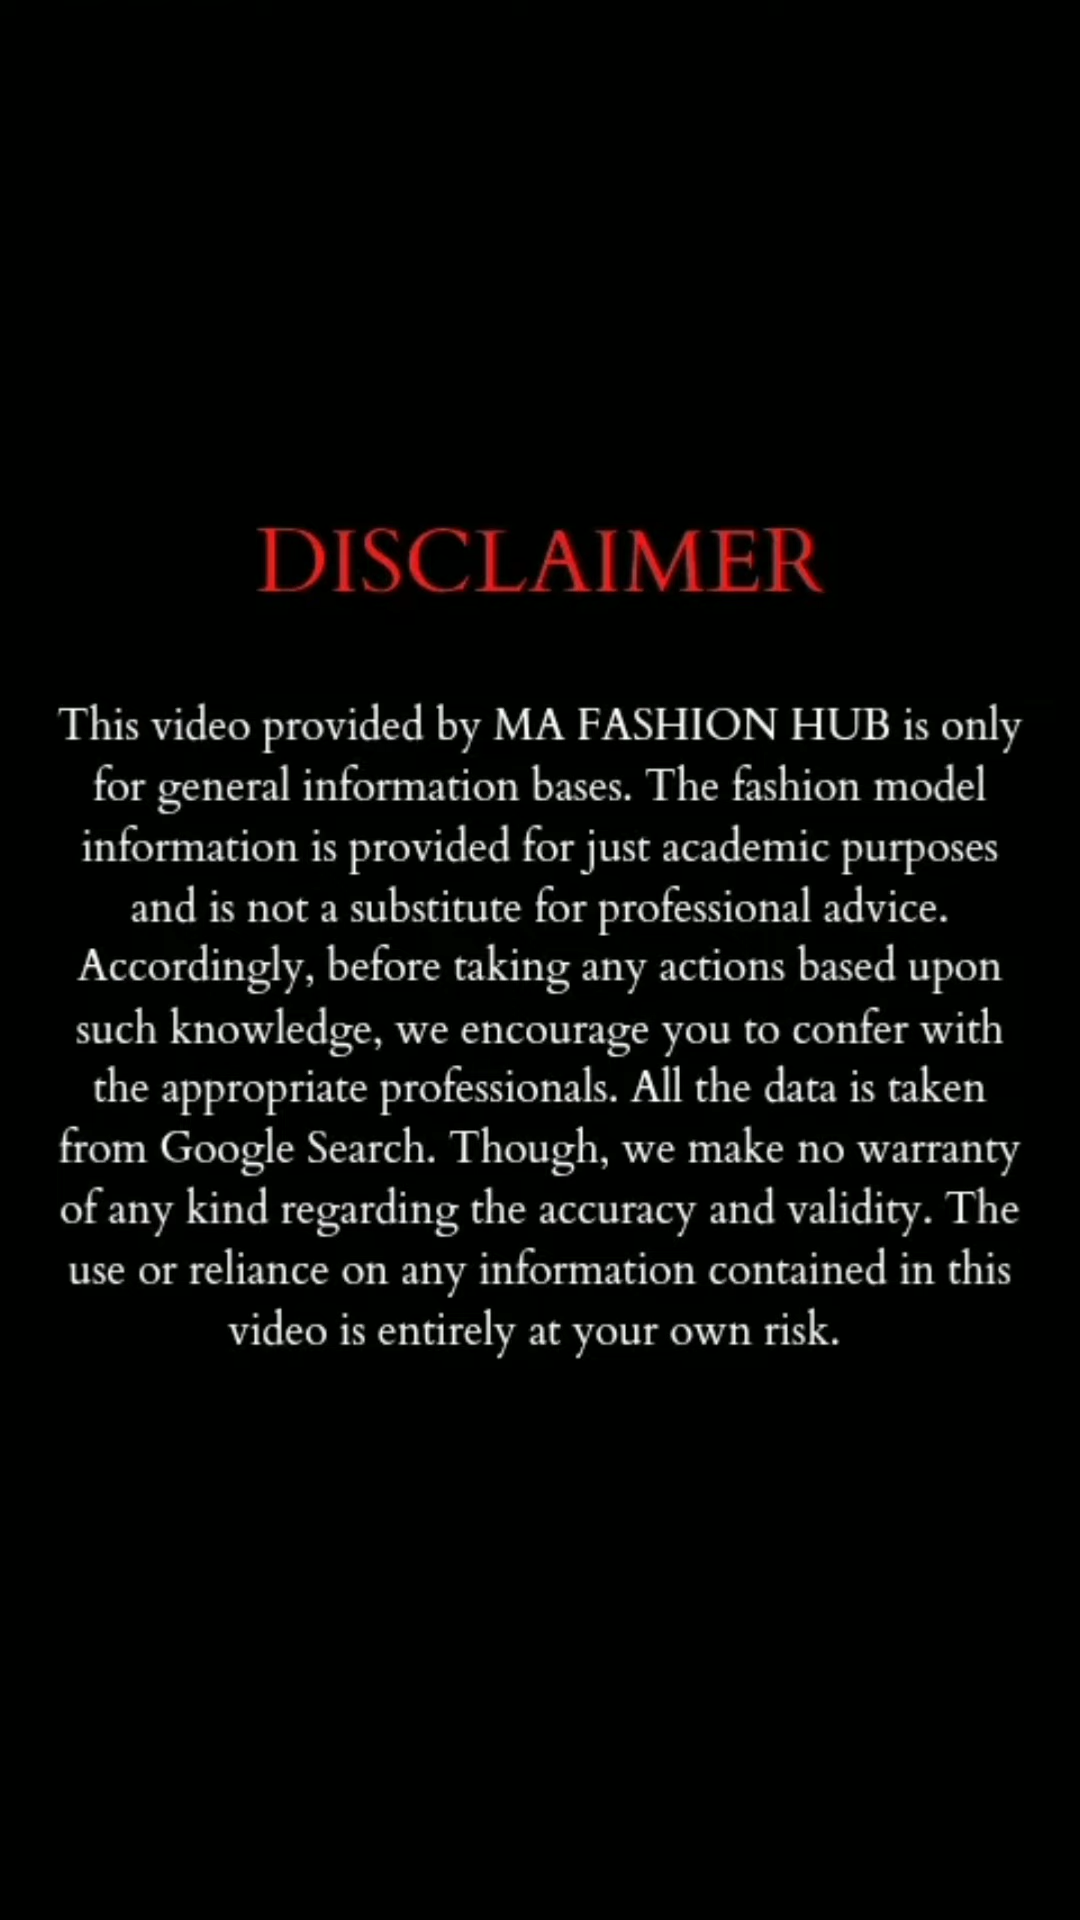 DISCLAIMER
This video provided by MA FASHION HUB is only
for general information bases. The fashion model
information is provided for just academic purposes
and is not a substitute for professional advice.
Accordingly, before taking any actions based upon
such knowledge, we encourage you to confer with
the appropriate professionals. All the data is taken
from Google Search. Though, we make no warranty
of any kind regarding the accuracy and validity. The
use or reliance on any information contained in this
video is entirely at your own risk.